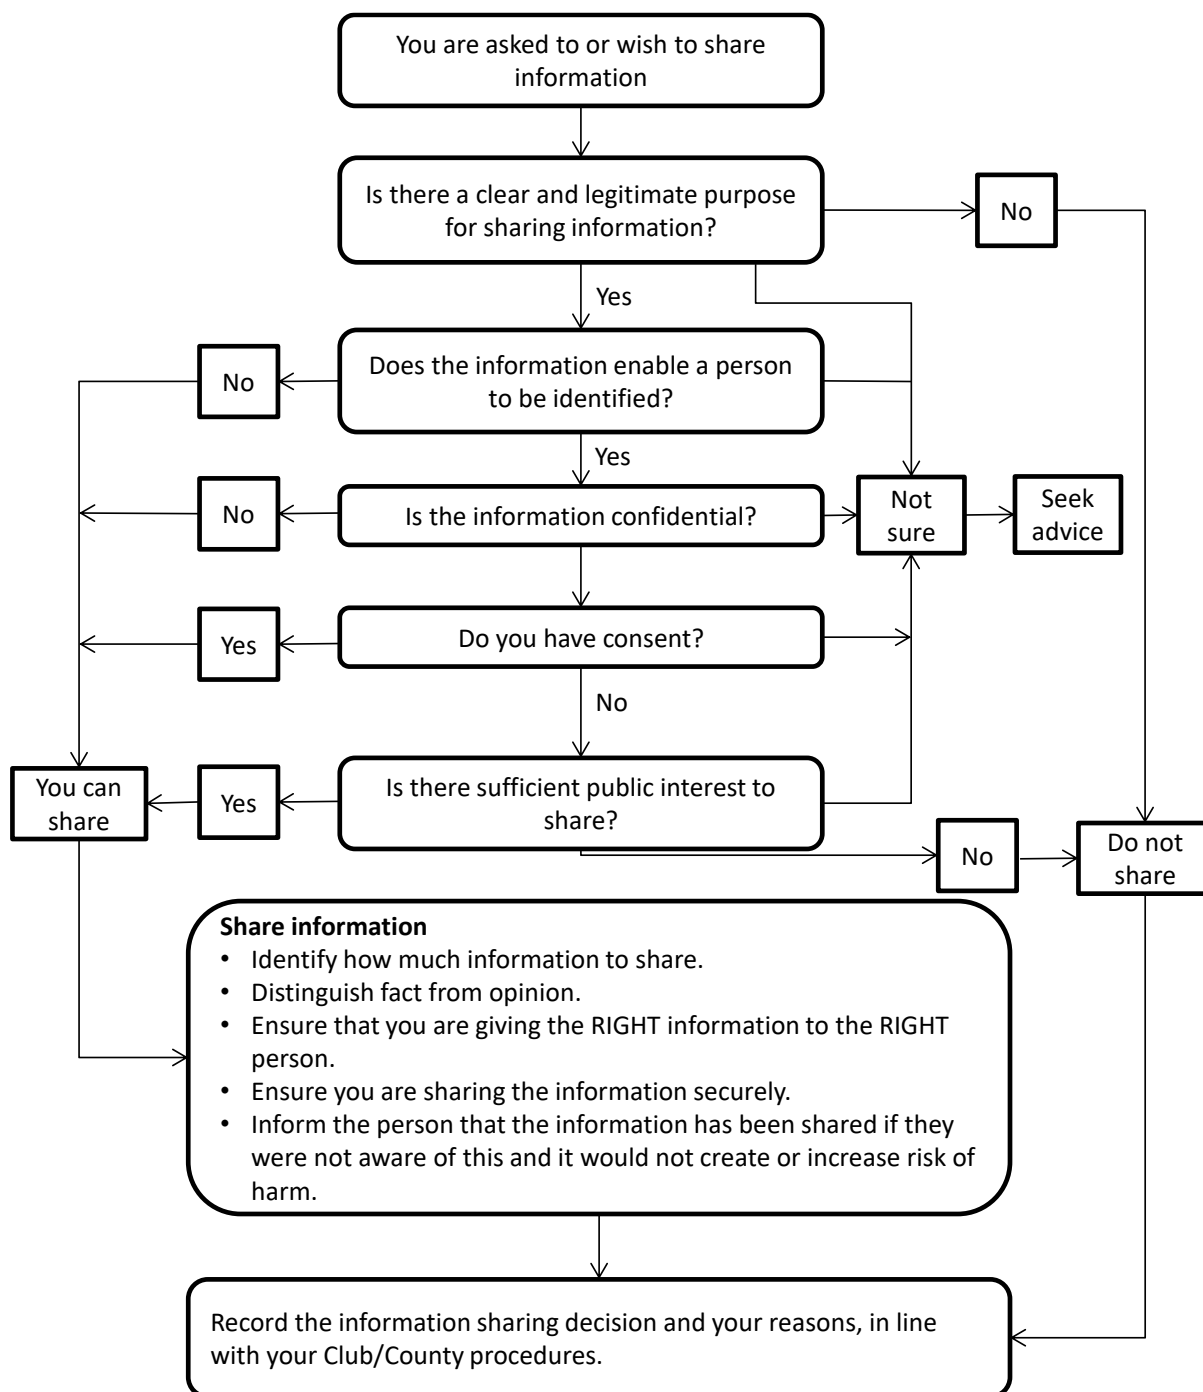 You are asked to or wish to share
information
Is there a clear and legitimate purpose
for sharing information?
No
Yes
Does the information enable a person
to be identified?
No
Yes
Is the information confidential?
No
Not
sure
Seek
advice
Do you have consent?
Yes
No
Is there sufficient public interest to
share?
Yes
You can
share
No
Do not
share
Share information
• Identify how much information to share.
• Distinguish fact from opinion.
• Ensure that you are giving the RIGHT information to the RIGHT
person.
• Ensure you are sharing the information securely.
• Inform the person that the information has been shared if they
were not aware of this and it would not create or increase risk of
harm.
Record the information sharing decision and your reasons, in line
with your Club/County procedures.